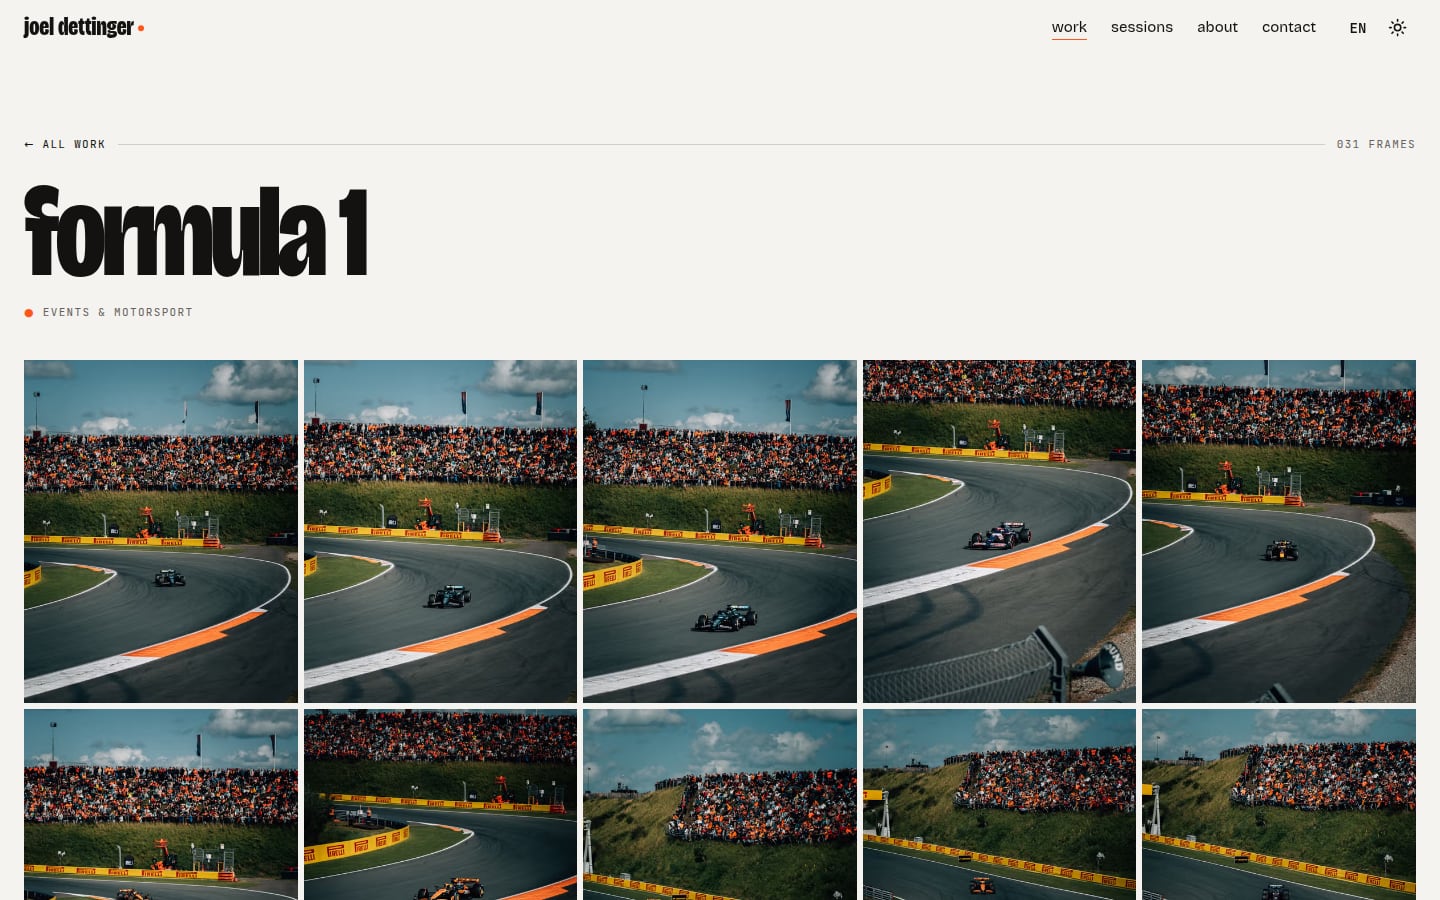 joel dettinger
work sessions about contact EN
← ALL WORK
031 FRAMES
formula 1
EVENTS & MOTORSPORT